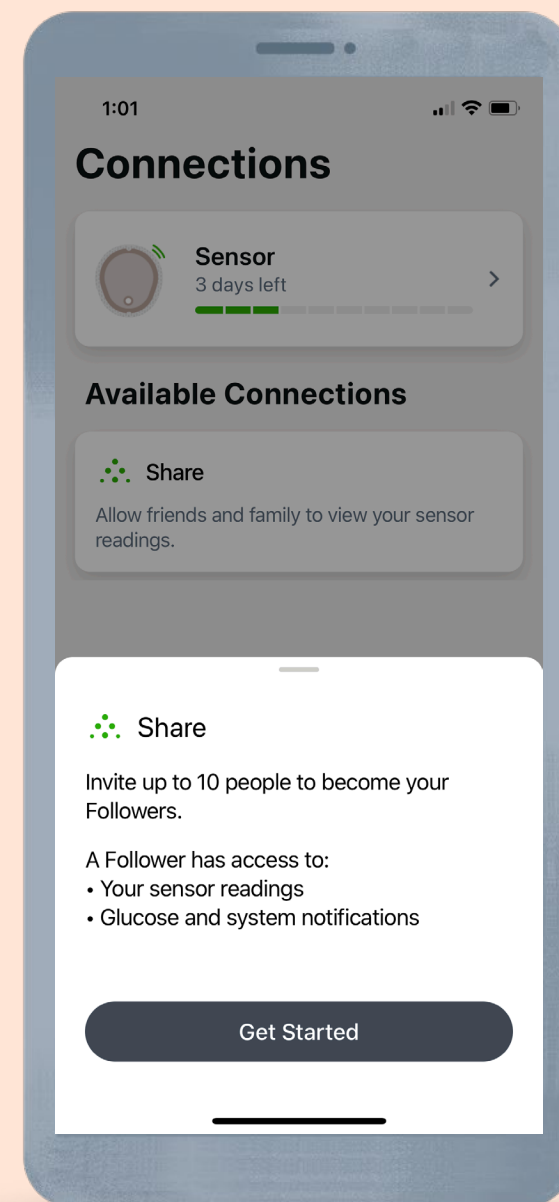 1:01
Connections
Sensor
3 days left
Available Connections
Share
Allow friends and family to view your sensor
readings.
Share
Invite up to 10 people to become your
Followers.
A Follower has access to:
• Your sensor readings
• Glucose and system notifications
Get Started